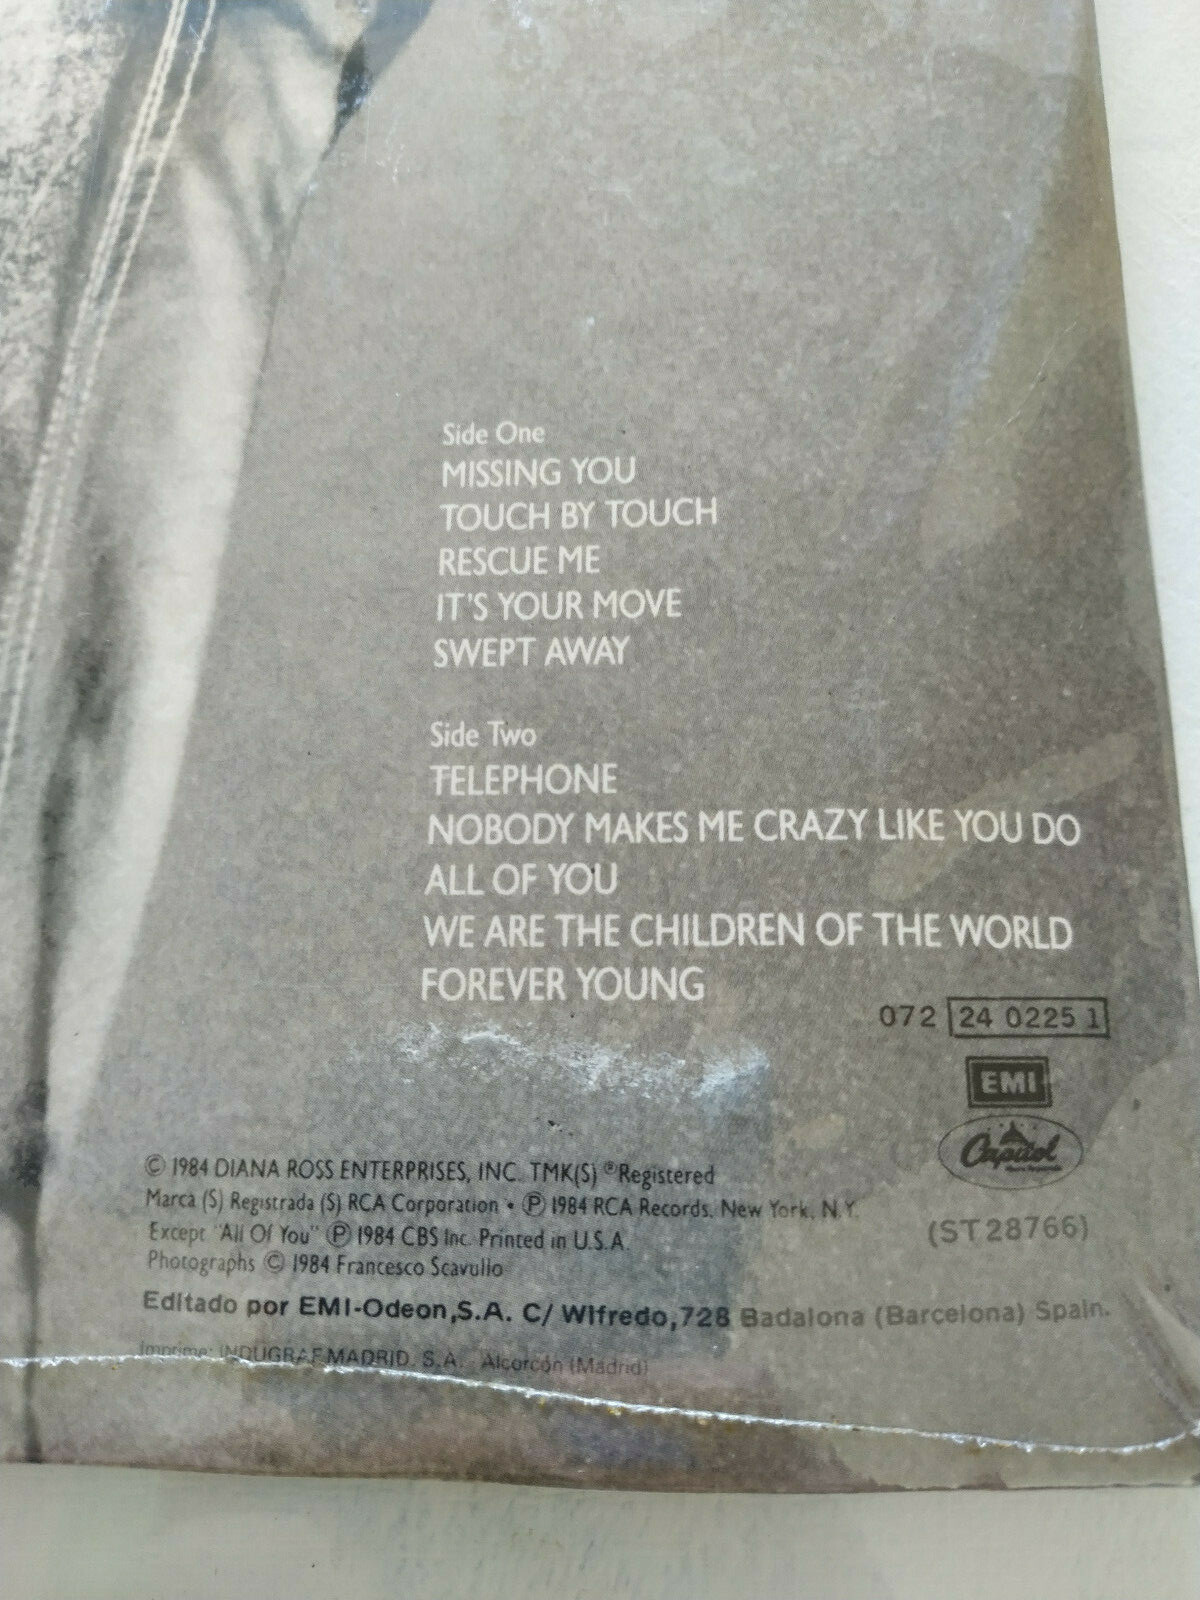 Side One
MISSING YOU
TOUCH BY TOUCH
RESCUE ME
IT'S YOUR MOVE
SWEPT AWAY
Side Two
TELEPHONE
NOBODY MAKES ME CRAZY LIKE YOU DO
ALL OF YOU
WE ARE THE CHILDREN OF THE WORLD
FOREVER YOUNG
072 24 0225 1
EMI
Capitol
(ST 28766)
© 1984 DIANA ROSS ENTERPRISES, INC. TMK(S) ®Registered
Marca (S) Registrada (S) RCA Corporation • ℗ 1984 RCA Records, New York, N.Y.
Except "All Of You" ℗ 1984 CBS Inc. Printed in U.S.A.
Photographs © 1984 Francesco Scavullo
Editado por EMI-Odeon,S.A. C/ Wifredo,728 Badalona (Barcelona) Spain.
Imprime: INDUGRAF MADRID, S.A. Alcorcón (Madrid)